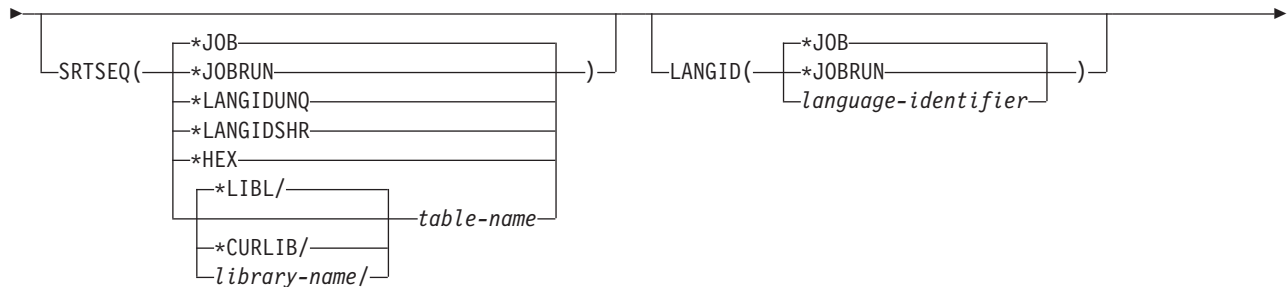 *JOB
SRTSEQ( *JOBRUN )
*LANGIDUNQ
*LANGIDSHR
*HEX
*LIBL/
table-name
*CURLIB/
library-name/
*JOB
LANGID( *JOBRUN )
language-identifier